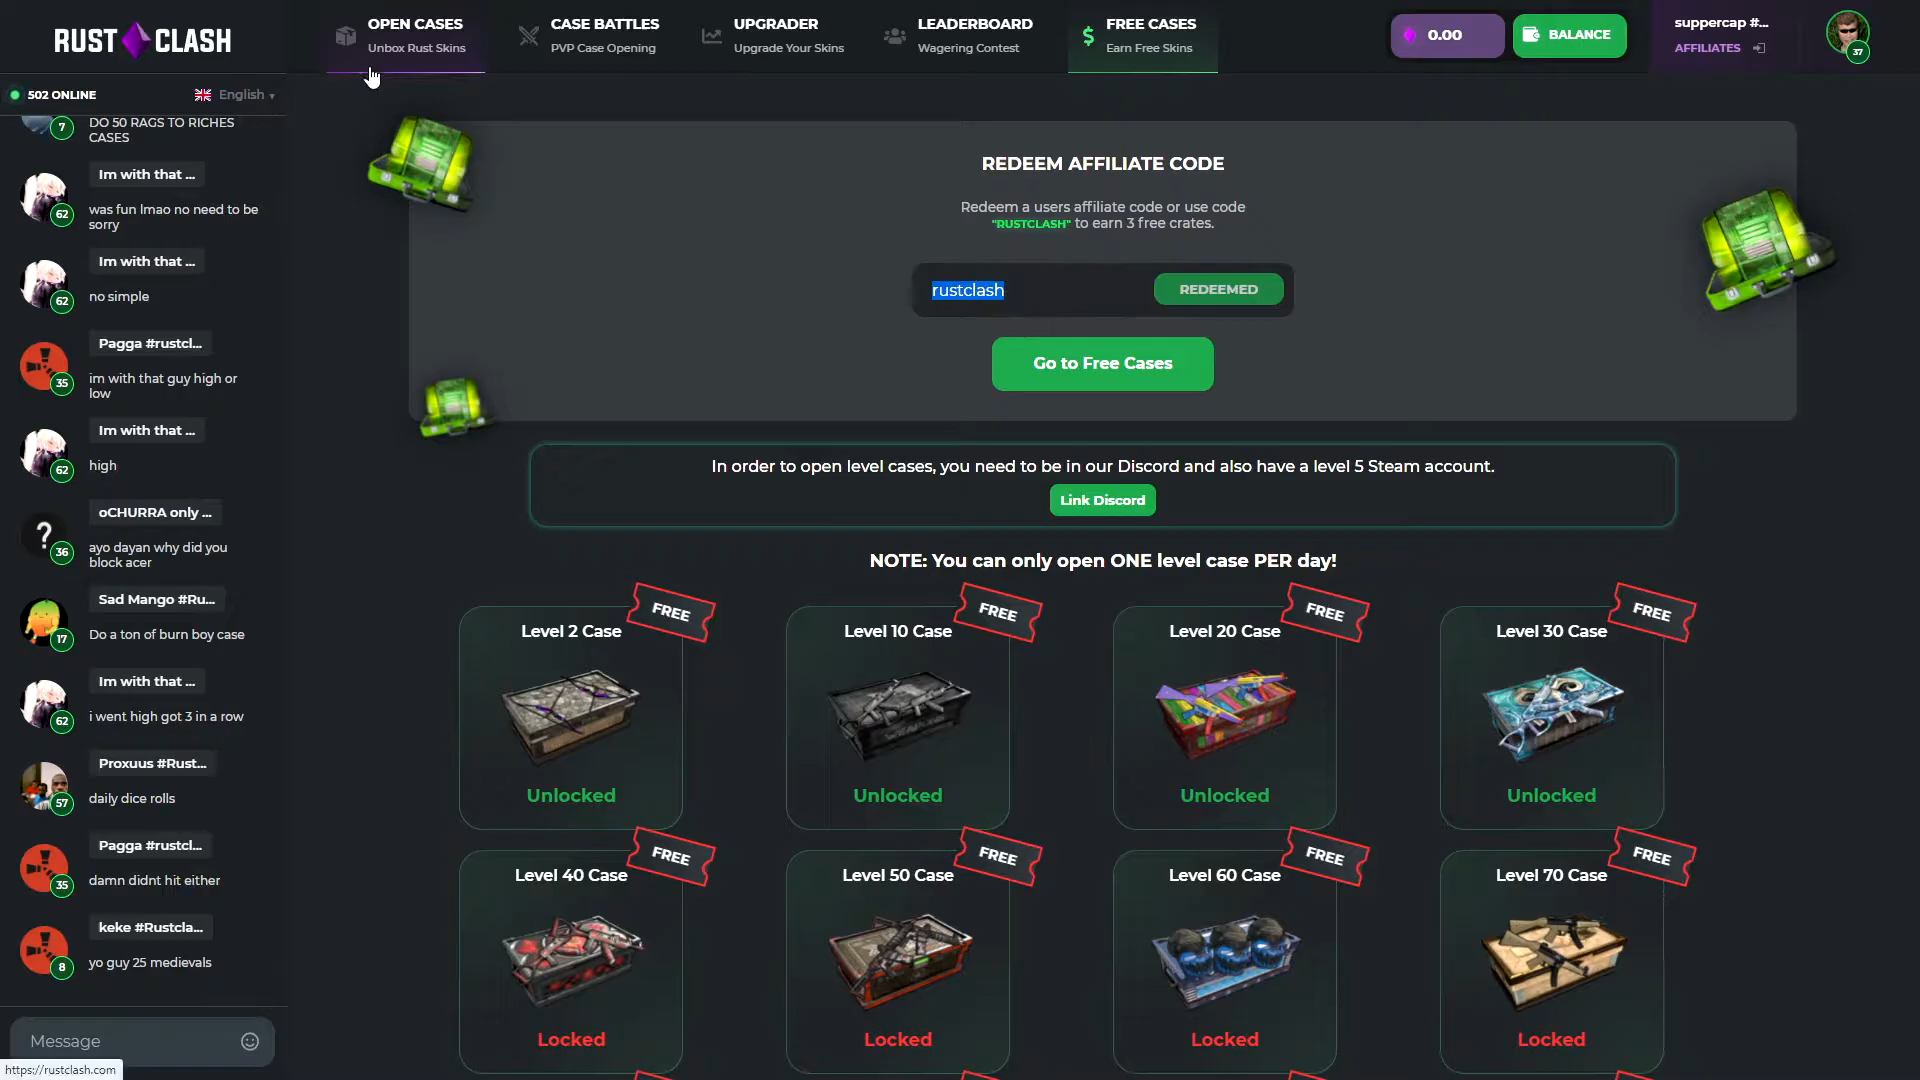 RUST CLASH
OPEN CASES
Unbox Rust Skins
CASE BATTLES
PVP Case Opening
UPGRADER
Upgrade Your Skins
LEADERBOARD
Wagering Contest
$
FREE CASES
Earn Free Skins
0.00
BALANCE
suppercap #...
AFFILIATES
37
502 ONLINE
English
7
DO 50 RAGS TO RICHES
CASES
Im with that ...
62
was fun lmao no need to be
sorry
Im with that ...
62
no simple
Pagga #rustcl...
35
im with that guy high or
low
Im with that ...
62
high
oCHURRA only ...
?
36
ayo dayan why did you
block acer
Sad Mango #Ru...
17
Do a ton of burn boy case
Im with that ...
62
i went high got 3 in a row
Proxuus #Rust...
57
daily dice rolls
Pagga #rustcl...
35
damn didnt hit either
keke #Rustcla...
8
yo guy 25 medievals
Message
https://rustclash.com
REDEEM AFFILIATE CODE
Redeem a users affiliate code or use code
"RUSTCLASH" to earn 3 free crates.
rustclash
REDEEMED
Go to Free Cases
In order to open level cases, you need to be in our Discord and also have a level 5 Steam account.
Link Discord
NOTE: You can only open ONE level case PER day!
FREE
Level 2 Case
Unlocked
FREE
Level 10 Case
Unlocked
FREE
Level 20 Case
Unlocked
FREE
Level 30 Case
Unlocked
FREE
Level 40 Case
Locked
FREE
Level 50 Case
Locked
FREE
Level 60 Case
Locked
FREE
Level 70 Case
Locked